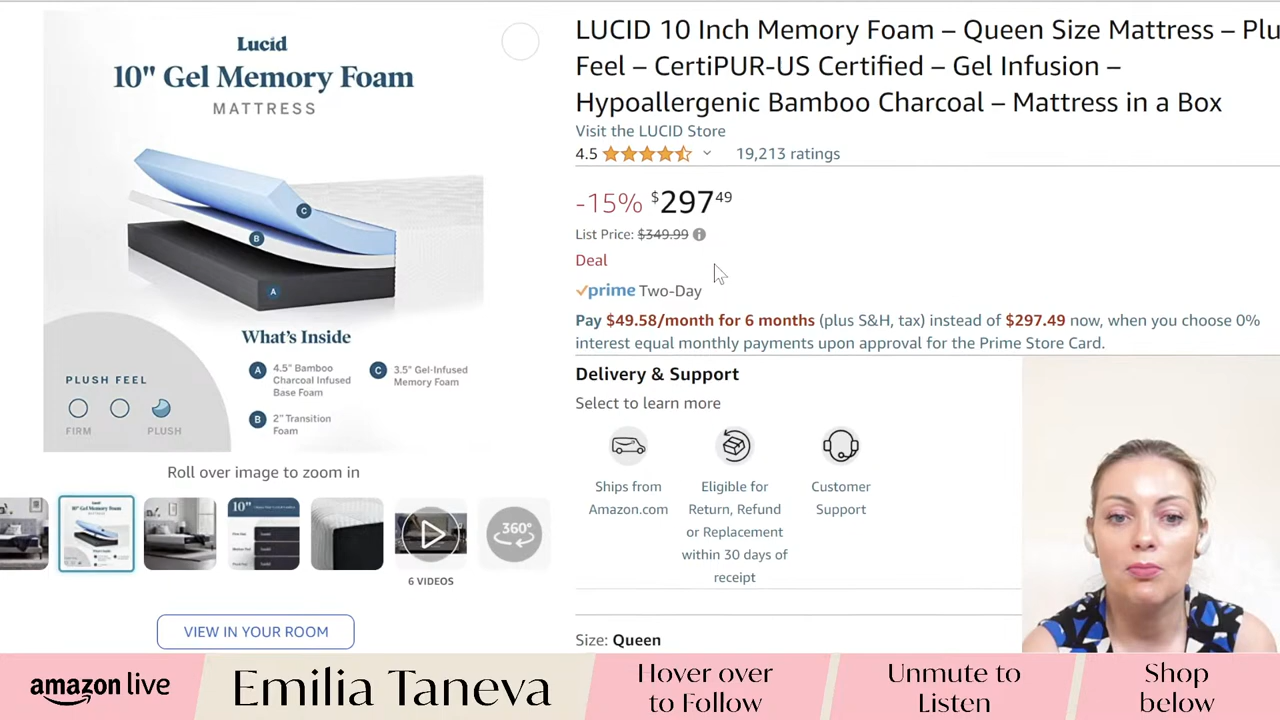 Lucid
10" Gel Memory Foam
MATTRESS
C
B
A
What's Inside
A 4.5" Bamboo
Charcoal Infused
Base Foam
C 3.5" Gel-Infused
Memory Foam
B 2" Transition
Foam
PLUSH FEEL
FIRM PLUSH
Roll over image to zoom in
10"
360°
6 VIDEOS
VIEW IN YOUR ROOM
LUCID 10 Inch Memory Foam – Queen Size Mattress –
Feel – CertiPUR-US Certified – Gel Infusion –
Hypoallergenic Bamboo Charcoal – Mattress in a Box
Visit the LUCID Store
4.5 19,213 ratings
-15% $297 49
List Price: $349.99 i
Deal
prime Two-Day
Pay $49.58/month for 6 months (plus S&H, tax) instead of $297.49 now, when you choose 0%
interest equal monthly payments upon approval for the Prime Store Card.
Delivery & Support
Select to learn more
Ships from
Amazon.com
Eligible for
Return, Refund
or Replacement
within 30 days of
receipt
Customer
Support
Size: Queen
amazon live
Emilia Taneva
Hover over
to Follow
Unmute to
Listen
Shop
below